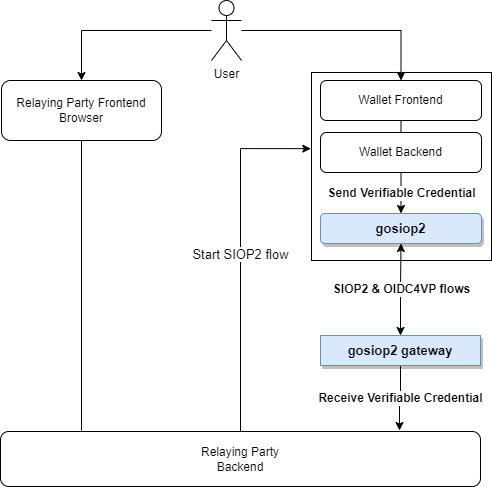 User
Relaying Party Frontend
Browser
Wallet Frontend
Wallet Backend
Send Verifiable Credential
gosiop2
Start SIOP2 flow
SIOP2 & OIDC4VP flows
gosiop2 gateway
Receive Verifiable Credential
Relaying Party
Backend